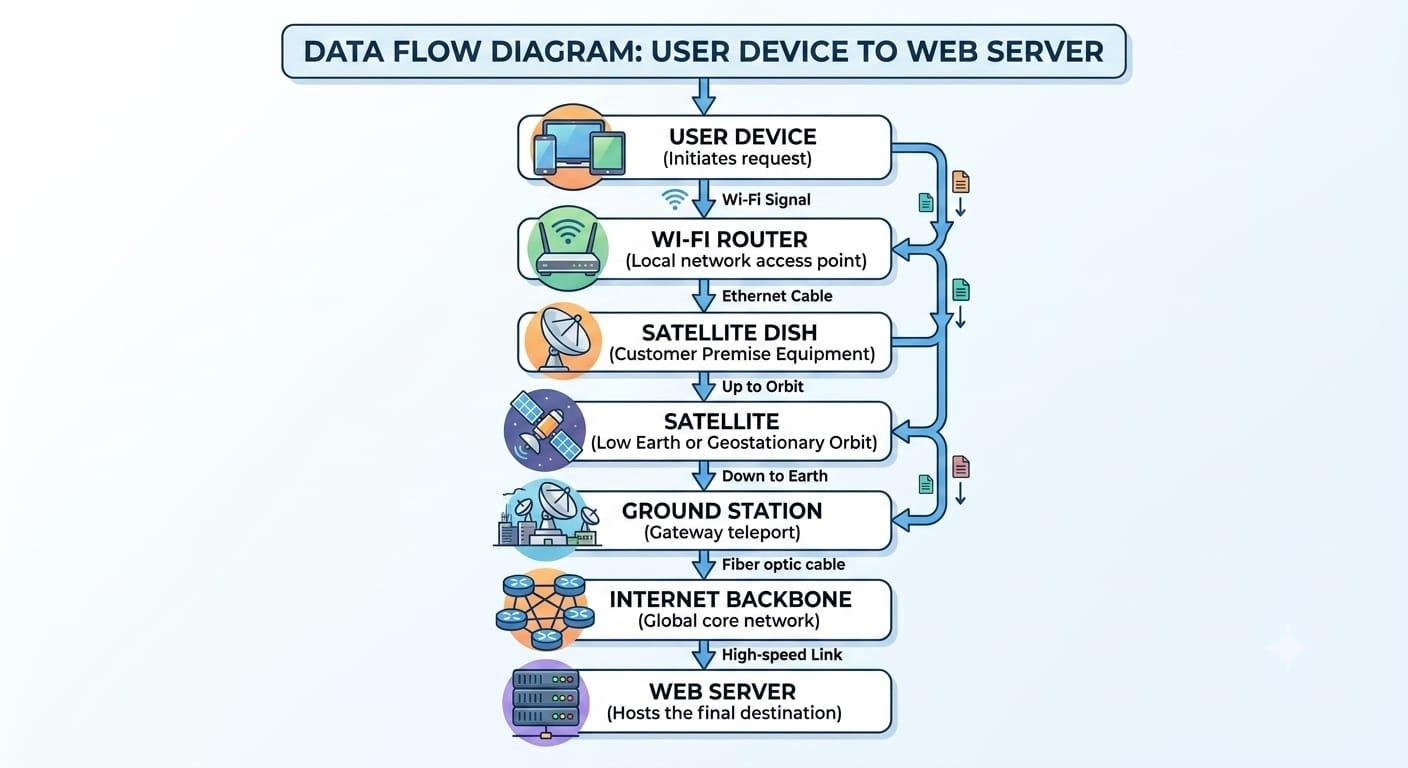 DATA FLOW DIAGRAM: USER DEVICE TO WEB SERVER
USER DEVICE
(Initiates request)
Wi-Fi Signal
WI-FI ROUTER
(Local network access point)
Ethernet Cable
SATELLITE DISH
(Customer Premise Equipment)
Up to Orbit
SATELLITE
(Low Earth or Geostationary Orbit)
Down to Earth
GROUND STATION
(Gateway teleport)
Fiber optic cable
INTERNET BACKBONE
(Global core network)
High-speed Link
WEB SERVER
(Hosts the final destination)